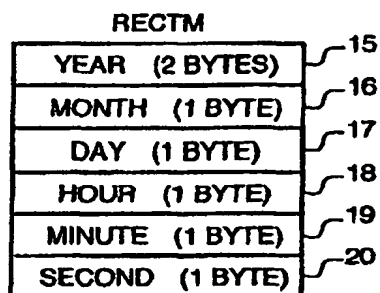 RECTM
YEAR (2 BYTES) 15
MONTH (1 BYTE) 16
DAY (1 BYTE) 17
HOUR (1 BYTE) 18
MINUTE (1 BYTE) 19
SECOND (1 BYTE) 20